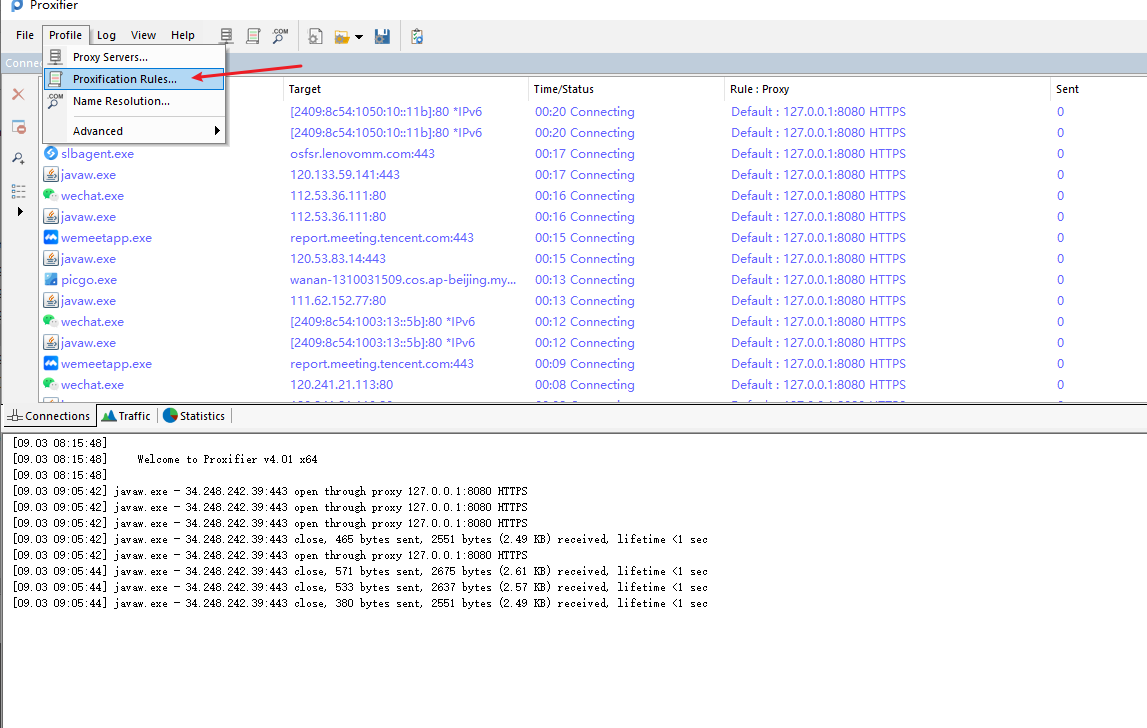 Proxifier
File Profile Log View Help
Proxy Servers...
Proxification Rules...
Name Resolution...
Advanced
Target Time/Status Rule : Proxy Sent
[2409:8c54:1050:10::11b]:80 *IPv6 00:20 Connecting Default : 127.0.0.1:8080 HTTPS 0
[2409:8c54:1050:10::11b]:80 *IPv6 00:20 Connecting Default : 127.0.0.1:8080 HTTPS 0
slbagent.exe osfsr.lenovomm.com:443 00:17 Connecting Default : 127.0.0.1:8080 HTTPS 0
javaw.exe 120.133.59.141:443 00:17 Connecting Default : 127.0.0.1:8080 HTTPS 0
wechat.exe 112.53.36.111:80 00:16 Connecting Default : 127.0.0.1:8080 HTTPS 0
javaw.exe 112.53.36.111:80 00:16 Connecting Default : 127.0.0.1:8080 HTTPS 0
wemeetapp.exe report.meeting.tencent.com:443 00:15 Connecting Default : 127.0.0.1:8080 HTTPS 0
javaw.exe 120.53.83.14:443 00:15 Connecting Default : 127.0.0.1:8080 HTTPS 0
picgo.exe wanan-1310031509.cos.ap-beijing.my... 00:13 Connecting Default : 127.0.0.1:8080 HTTPS 0
javaw.exe 111.62.152.77:80 00:13 Connecting Default : 127.0.0.1:8080 HTTPS 0
wechat.exe [2409:8c54:1003:13::5b]:80 *IPv6 00:12 Connecting Default : 127.0.0.1:8080 HTTPS 0
javaw.exe [2409:8c54:1003:13::5b]:80 *IPv6 00:12 Connecting Default : 127.0.0.1:8080 HTTPS 0
wemeetapp.exe report.meeting.tencent.com:443 00:09 Connecting Default : 127.0.0.1:8080 HTTPS 0
wechat.exe 120.241.21.113:80 00:08 Connecting Default : 127.0.0.1:8080 HTTPS 0
Connections Traffic Statistics
[09.03 08:15:48]
[09.03 08:15:48] Welcome to Proxifier v4.01 x64
[09.03 08:15:48]
[09.03 09:05:42] javaw.exe - 34.248.242.39:443 open through proxy 127.0.0.1:8080 HTTPS
[09.03 09:05:42] javaw.exe - 34.248.242.39:443 open through proxy 127.0.0.1:8080 HTTPS
[09.03 09:05:42] javaw.exe - 34.248.242.39:443 open through proxy 127.0.0.1:8080 HTTPS
[09.03 09:05:42] javaw.exe - 34.248.242.39:443 close, 465 bytes sent, 2551 bytes (2.49 KB) received, lifetime <1 sec
[09.03 09:05:42] javaw.exe - 34.248.242.39:443 open through proxy 127.0.0.1:8080 HTTPS
[09.03 09:05:44] javaw.exe - 34.248.242.39:443 close, 571 bytes sent, 2675 bytes (2.61 KB) received, lifetime <1 sec
[09.03 09:05:44] javaw.exe - 34.248.242.39:443 close, 533 bytes sent, 2637 bytes (2.57 KB) received, lifetime <1 sec
[09.03 09:05:44] javaw.exe - 34.248.242.39:443 close, 380 bytes sent, 2551 bytes (2.49 KB) received, lifetime <1 sec